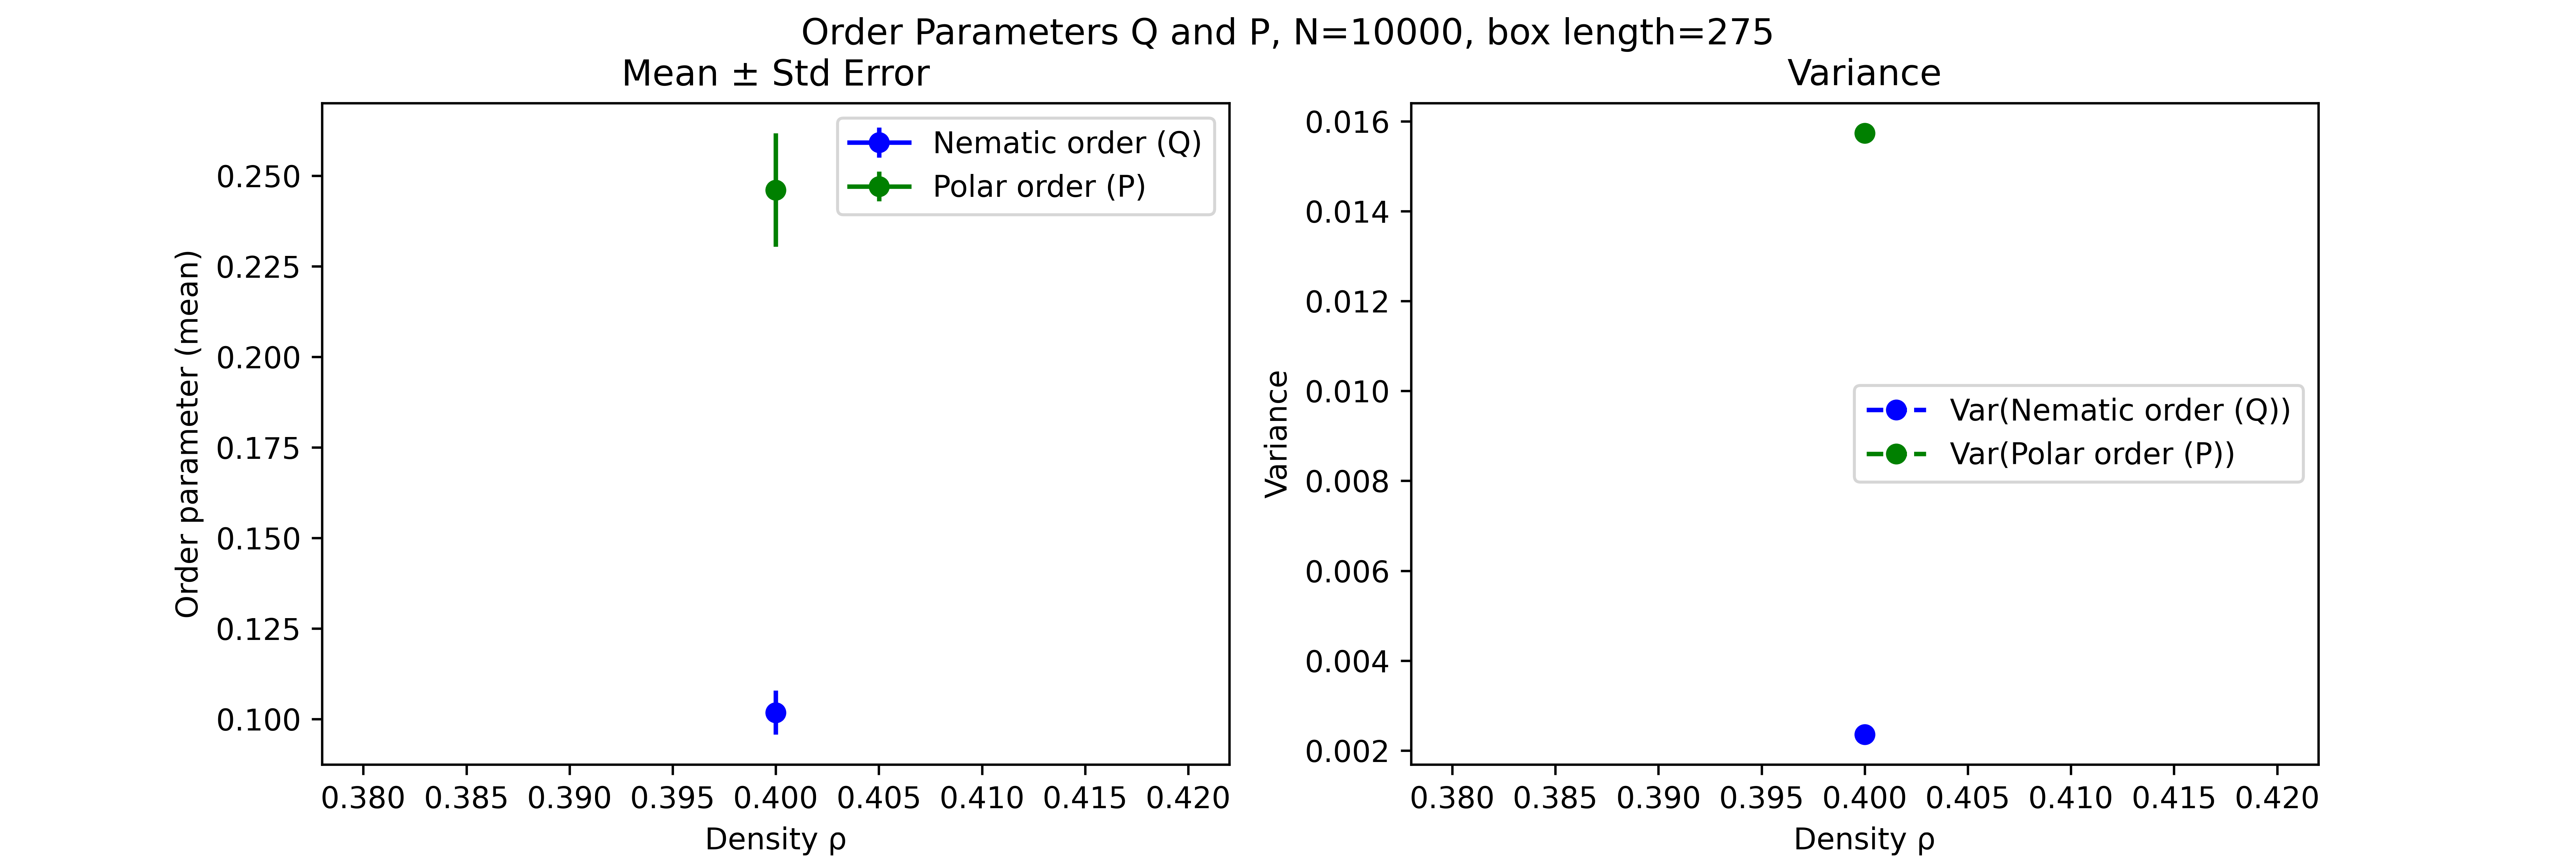 Order Parameters Q and P, N=10000, box length=275
Mean ± Std Error
Nematic order (Q)
Polar order (P)
Order parameter (mean)
0.250
0.225
0.200
0.175
0.150
0.125
0.100
0.380 0.385 0.390 0.395 0.400 0.405 0.410 0.415 0.420
Density ρ
Variance
Var(Nematic order (Q))
Var(Polar order (P))
Variance
0.016
0.014
0.012
0.010
0.008
0.006
0.004
0.002
0.380 0.385 0.390 0.395 0.400 0.405 0.410 0.415 0.420
Density ρ